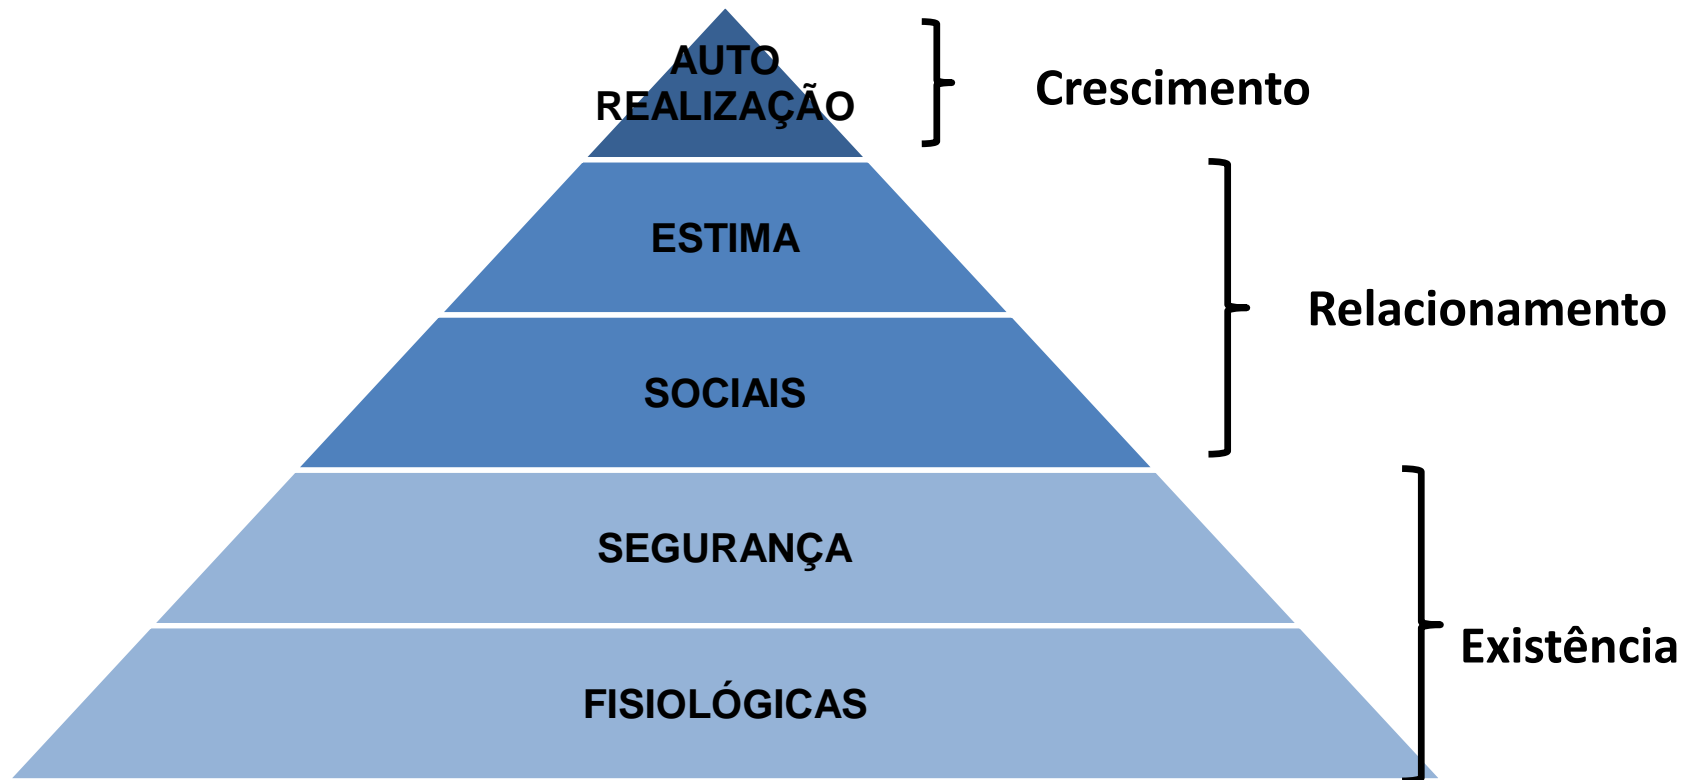 AUTO
REALIZAÇÃO
Crescimento
ESTIMA
Relacionamento
SOCIAIS
SEGURANÇA
Existência
FISIOLÓGICAS